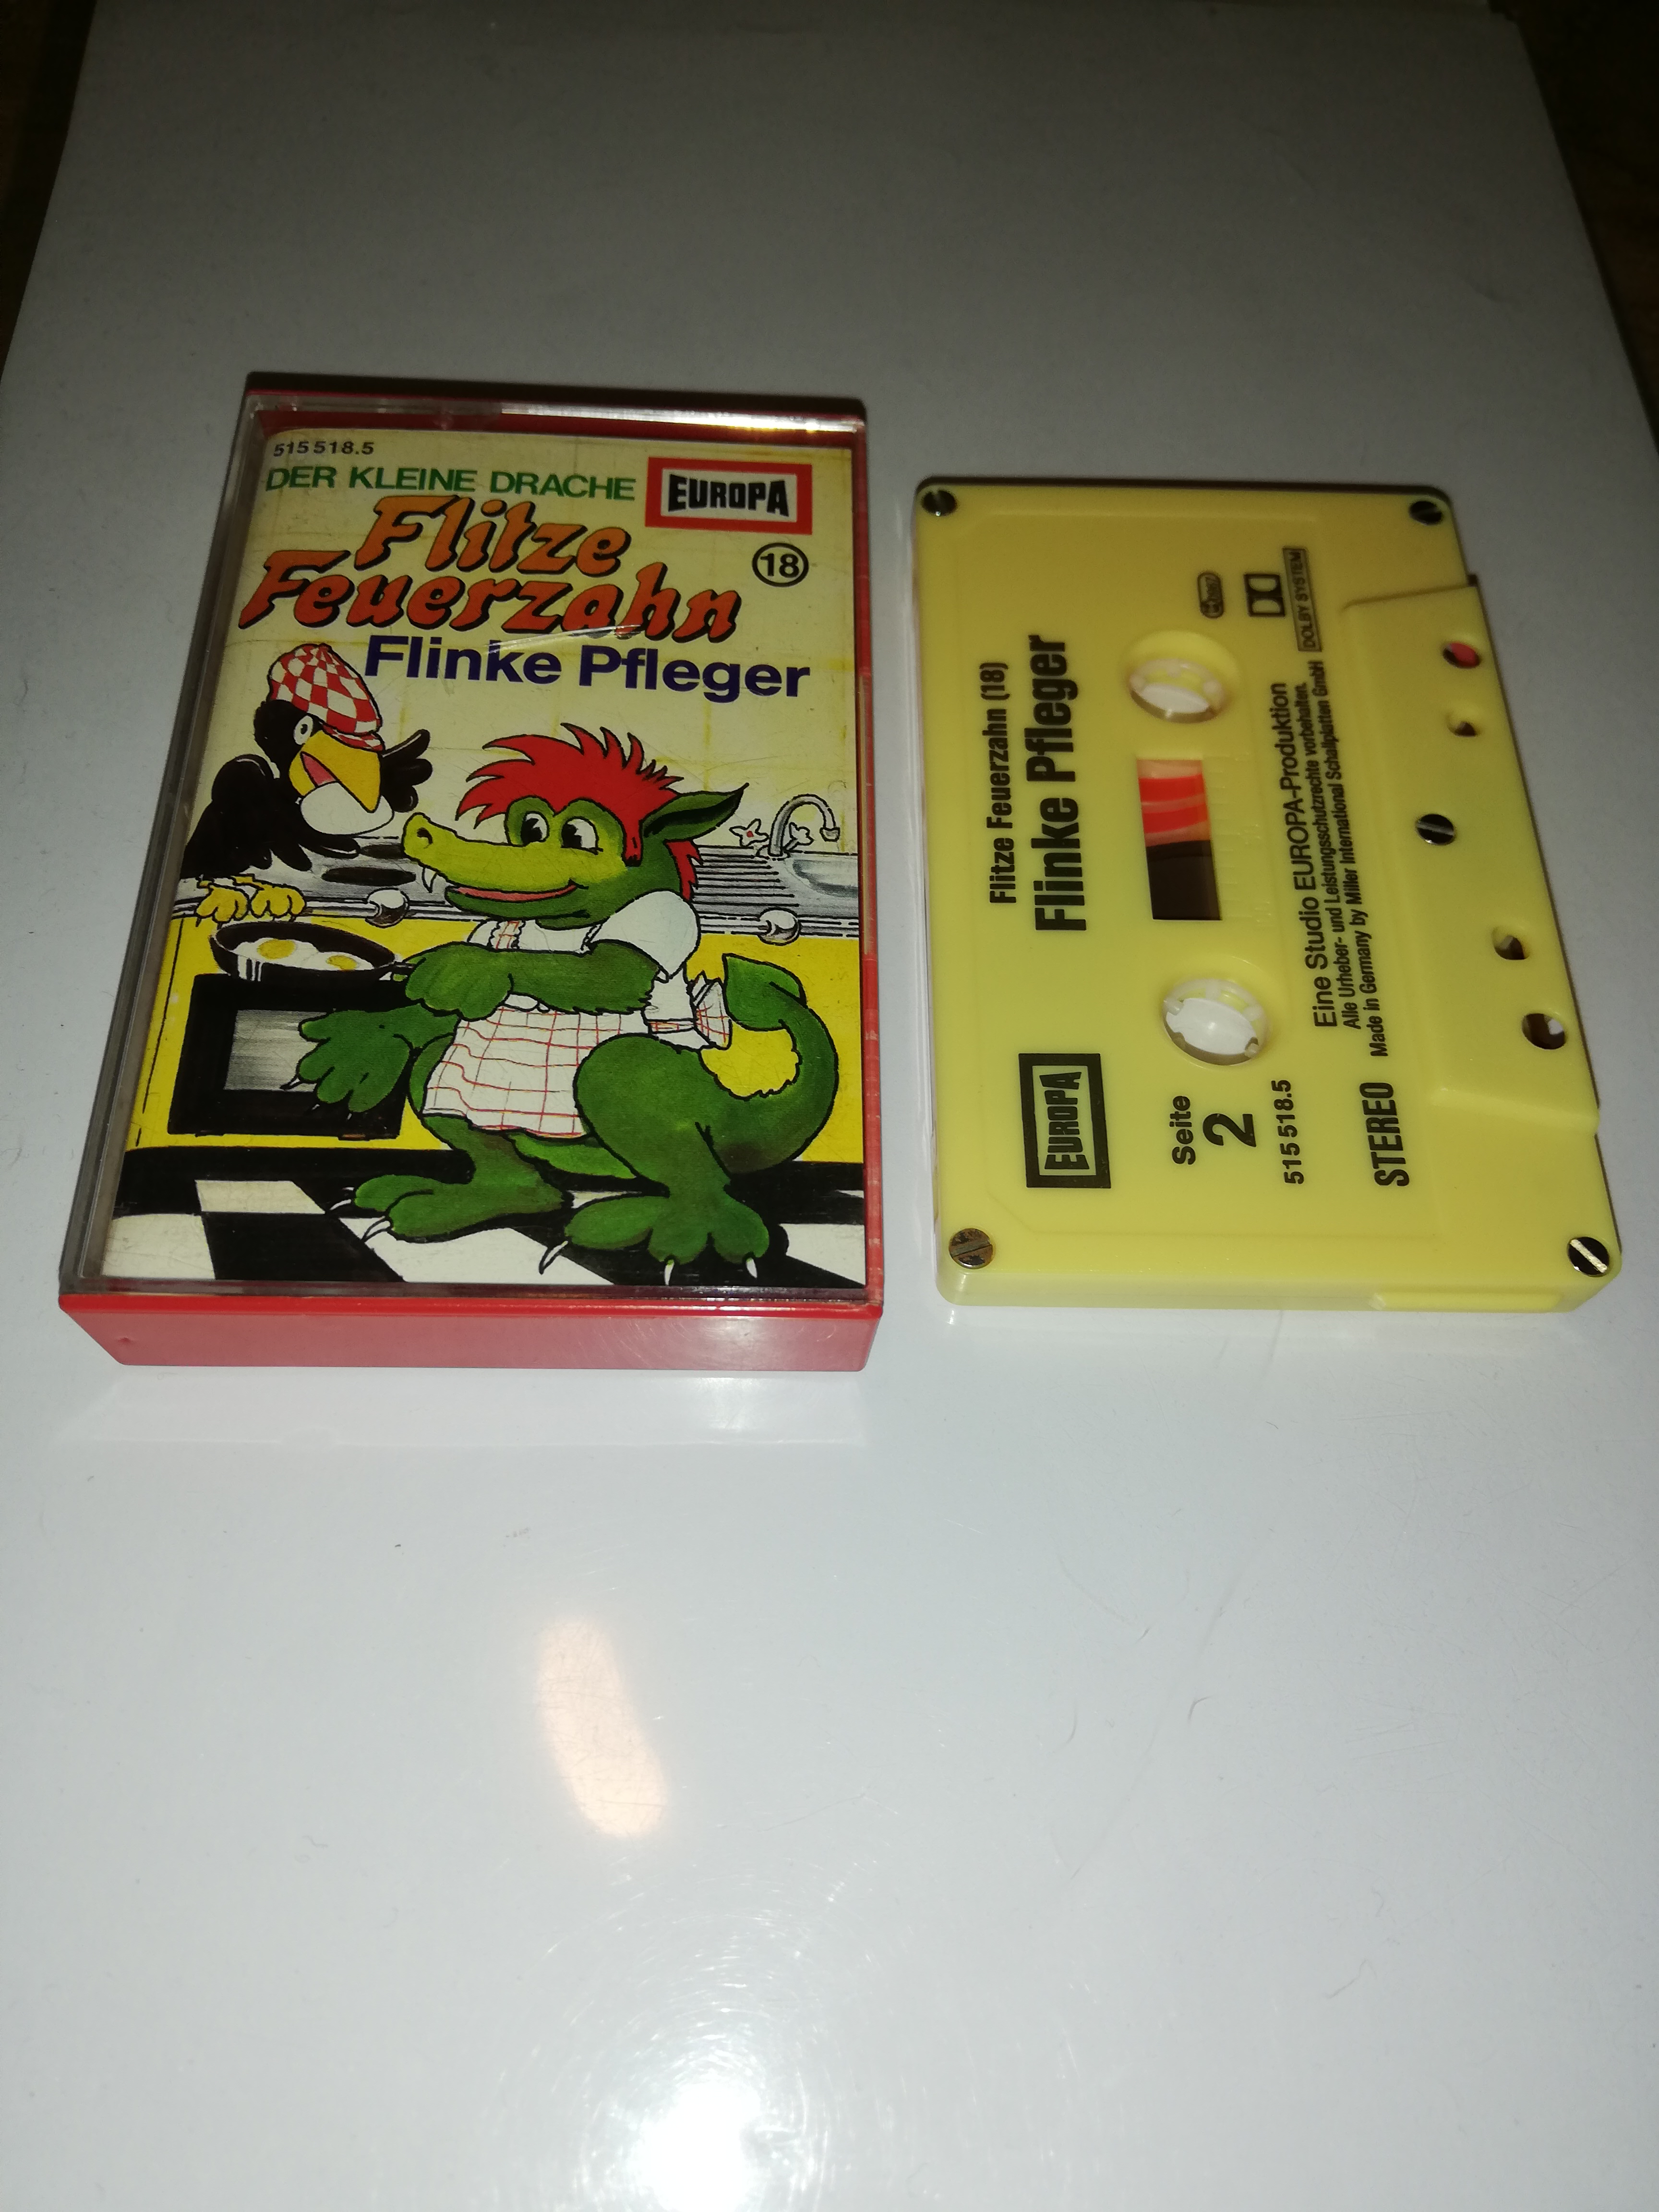 515 518.5
DER KLEINE DRACHE
EUROPA
Flitze
Feuerzahn
18
Flinke Pfleger
Flitze Feuerzahn (18)
Flinke Pfleger
EUROPA
Seite
2
515 518.5
STEREO
Eine Studio EUROPA-Produktion
Alle Urheber- und Leistungsschutzrechte vorbehalten.
Made in Germany by Miller International Schallplatten GmbH
DOLBY SYSTEM